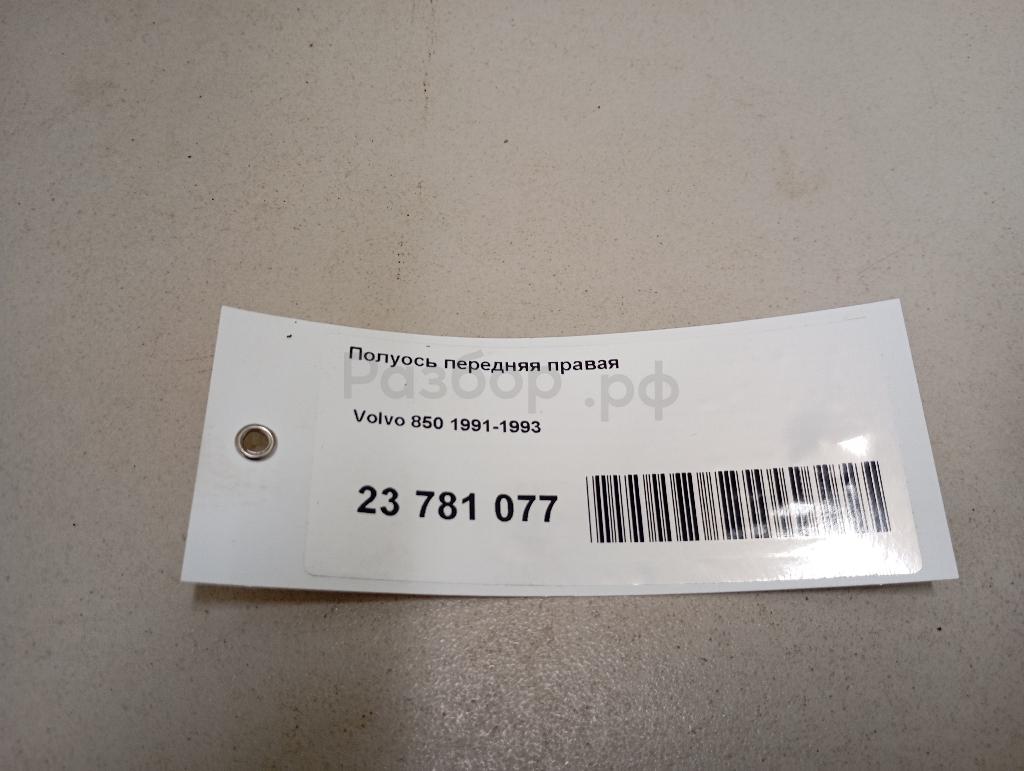 Полуось передняя правая
Разбор.рф
Volvo 850 1991-1993
23 781 077